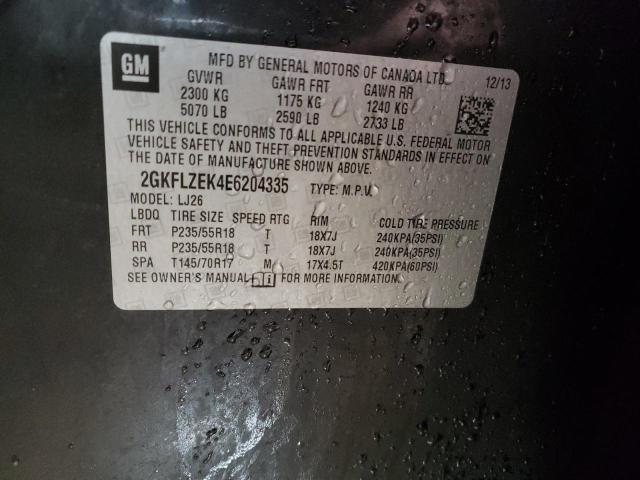 GM
MFD BY GENERAL MOTORS OF CANADA LTD.
12/13
GVWR GAWR FRT GAWR RR
2300 KG 1175 KG 1240 KG
5070 LB 2590 LB 2733 LB
THIS VEHICLE CONFORMS TO ALL APPLICABLE U.S. FEDERAL MOTOR
VEHICLE SAFETY AND THEFT PREVENTION STANDARDS IN EFFECT ON
THE DATE OF MANUFACTURE SHOWN ABOVE.
2GKFLZEK4E6204335 TYPE: M.P.V.
MODEL: LJ26
LBDQ TIRE SIZE SPEED RTG RIM COLD TIRE PRESSURE
FRT P235/55R18 T 18X7J 240KPA(35PSI)
RR P235/55R18 T 18X7J 240KPA(35PSI)
SPA T145/70R17 M 17X4.5T 420KPA(60PSI)
SEE OWNER'S MANUAL i FOR MORE INFORMATION.